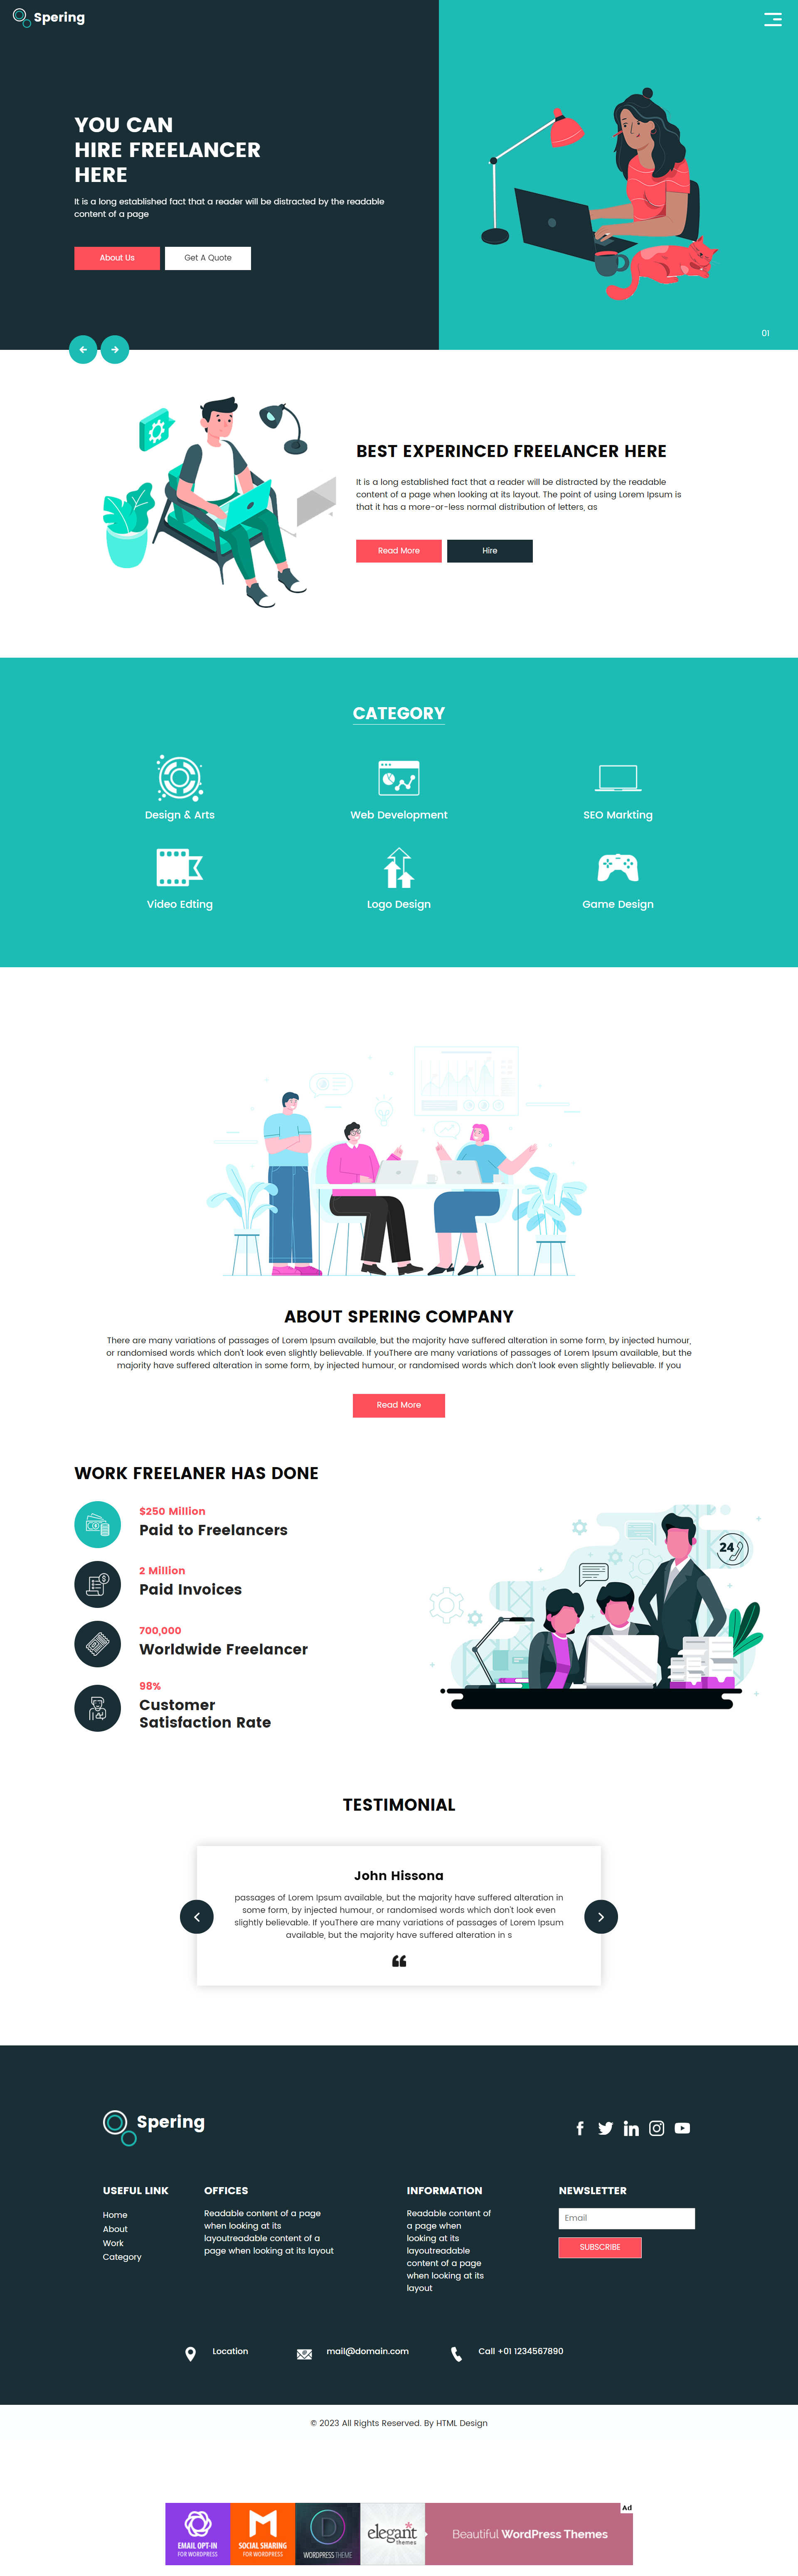 Spering
YOU CAN
HIRE FREELANCER
HERE
It is a long established fact that a reader will be distracted by the readable
content of a page
About Us
Get A Quote
01
BEST EXPERINCED FREELANCER HERE
It is a long established fact that a reader will be distracted by the readable
content of a page when looking at its layout. The point of using Lorem Ipsum is
that it has a more-or-less normal distribution of letters, as
Read More
Hire
CATEGORY
Design & Arts
Web Development
SEO Markting
Video Edting
Logo Design
Game Design
ABOUT SPERING COMPANY
There are many variations of passages of Lorem Ipsum available, but the majority have suffered alteration in some form, by injected humour,
or randomised words which don't look even slightly believable. If youThere are many variations of passages of Lorem Ipsum available, but the
majority have suffered alteration in some form, by injected humour, or randomised words which don't look even slightly believable. If you
Read More
WORK FREELANER HAS DONE
$250 Million
Paid to Freelancers
2 Million
Paid Invoices
700,000
Worldwide Freelancer
98%
Customer
Satisfaction Rate
24
TESTIMONIAL
John Hissona
passages of Lorem Ipsum available, but the majority have suffered alteration in
some form, by injected humour, or randomised words which don't look even
slightly believable. If youThere are many variations of passages of Lorem Ipsum
available, but the majority have suffered alteration in s
Spering
USEFUL LINK
Home
About
Work
Category
OFFICES
Readable content of a page
when looking at its
layoutreadable content of a
page when looking at its layout
INFORMATION
Readable content of
a page when
looking at its
layoutreadable
content of a page
when looking at its
layout
NEWSLETTER
Email
SUBSCRIBE
Location
mail@domain.com
Call +01 1234567890
© 2023 All Rights Reserved. By HTML Design
Ad
EMAIL OPT-IN
FOR WORDPRESS
SOCIAL SHARING
FOR WORDPRESS
D
WORDPRESS THEME
elegant
themes
Beautiful WordPress Themes